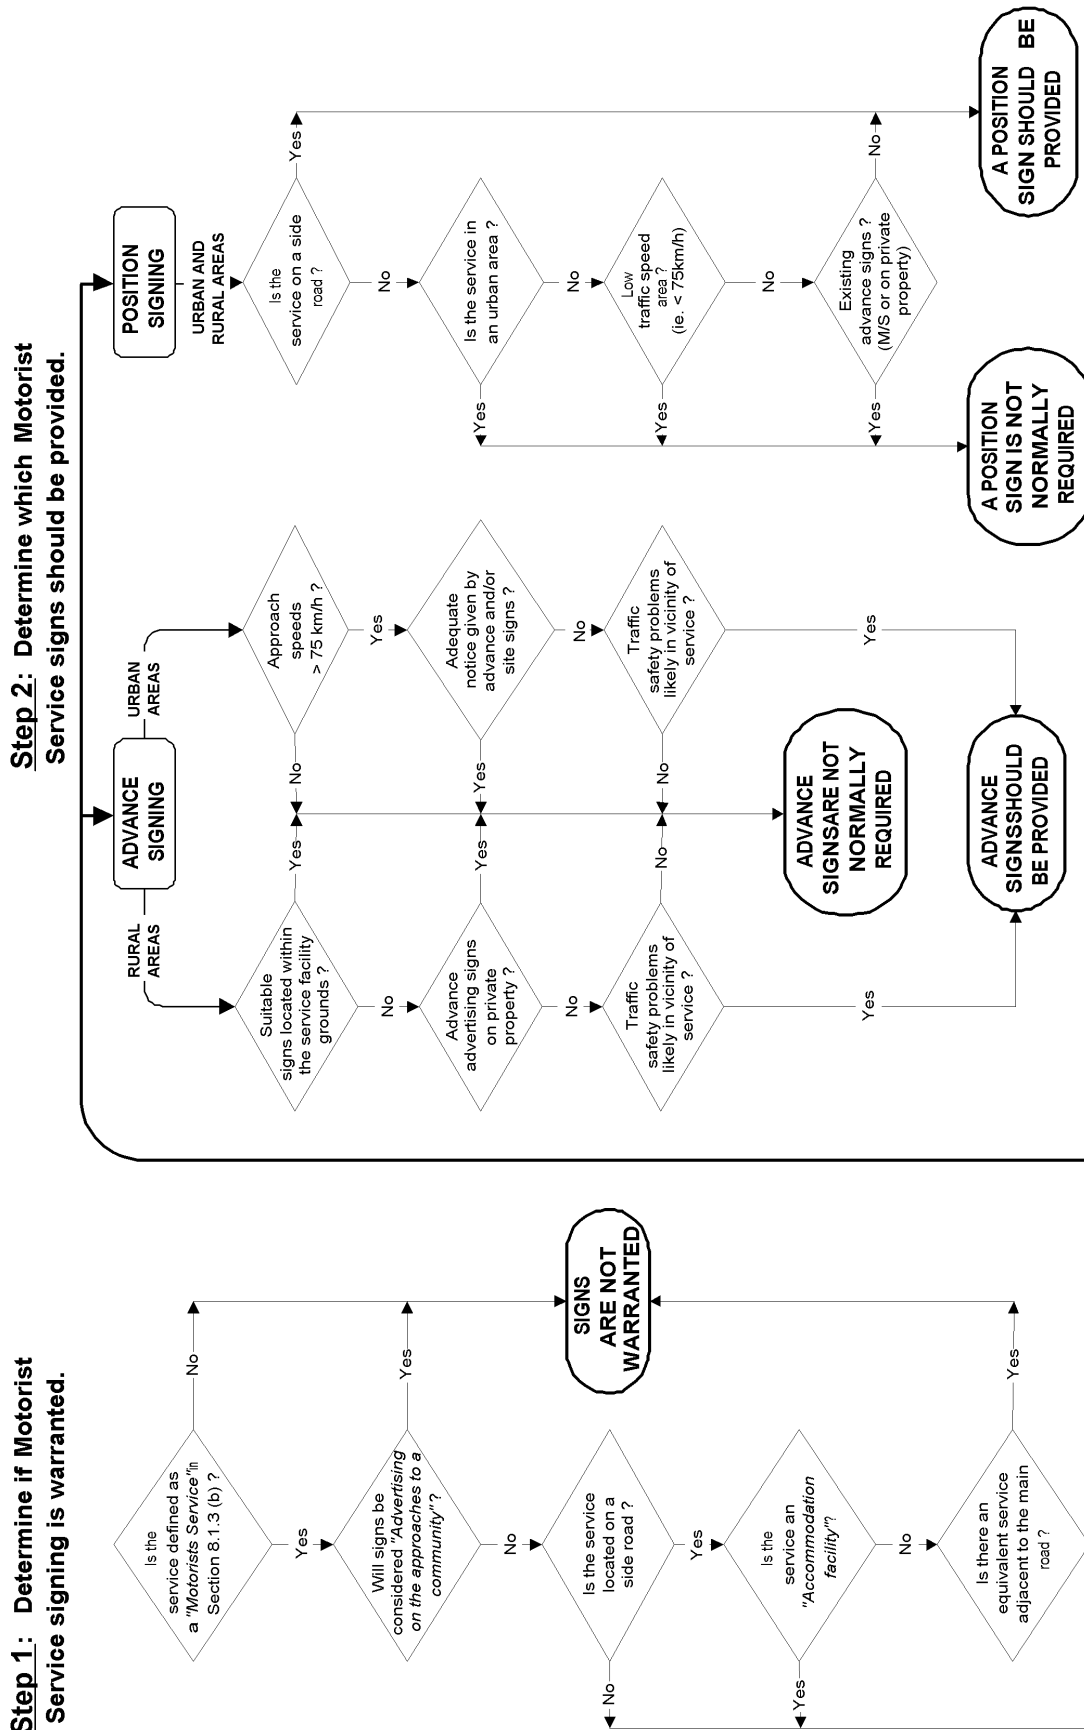 Step 1: Determine if Motorist
Service signing is warranted.
Is the
service defined as
a "Motorists Service"in
Section 8.1.3 (b) ?
No
Yes
Will signs be
considered "Advertising
on the approaches to a
community" ?
Yes
No
Is the service
located on a
side road ?
No
Yes
Is the
service an
"Accommodation
facility"?
Yes
No
Is there an
equivalent service
adjacent to the main
road ?
Yes
SIGNS
ARE NOT
WARRANTED
Step 2: Determine which Motorist
Service signs should be provided.
ADVANCE
SIGNING
RURAL
AREAS
URBAN
AREAS
Suitable
signs located within
the service facility
grounds ?
Yes
No
Advance
advertising signs
on private
property ?
Yes
No
Traffic
safety problems
likely in vicinity of
service ?
No
Yes
Approach
speeds
> 75 km/h ?
No
Yes
Adequate
notice given by
advance and/or
site signs ?
Yes
No
Traffic
safety problems
likely in vicinity of
service ?
No
Yes
ADVANCE
SIGNSARE NOT
NORMALLY
REQUIRED
ADVANCE
SIGNSSHOULD
BE PROVIDED
POSITION
SIGNING
URBAN AND
RURAL AREAS
Is the
service on a side
road ?
Yes
No
Is the service in
an urban area ?
Yes
No
Low
traffic speed
area ?
(ie. < 75km/h)
Yes
No
Existing
advance signs ?
(M/S or on private
property)
Yes
No
A POSITION
SIGN IS NOT
NORMALLY
REQUIRED
A POSITION
SIGN SHOULD BE
PROVIDED